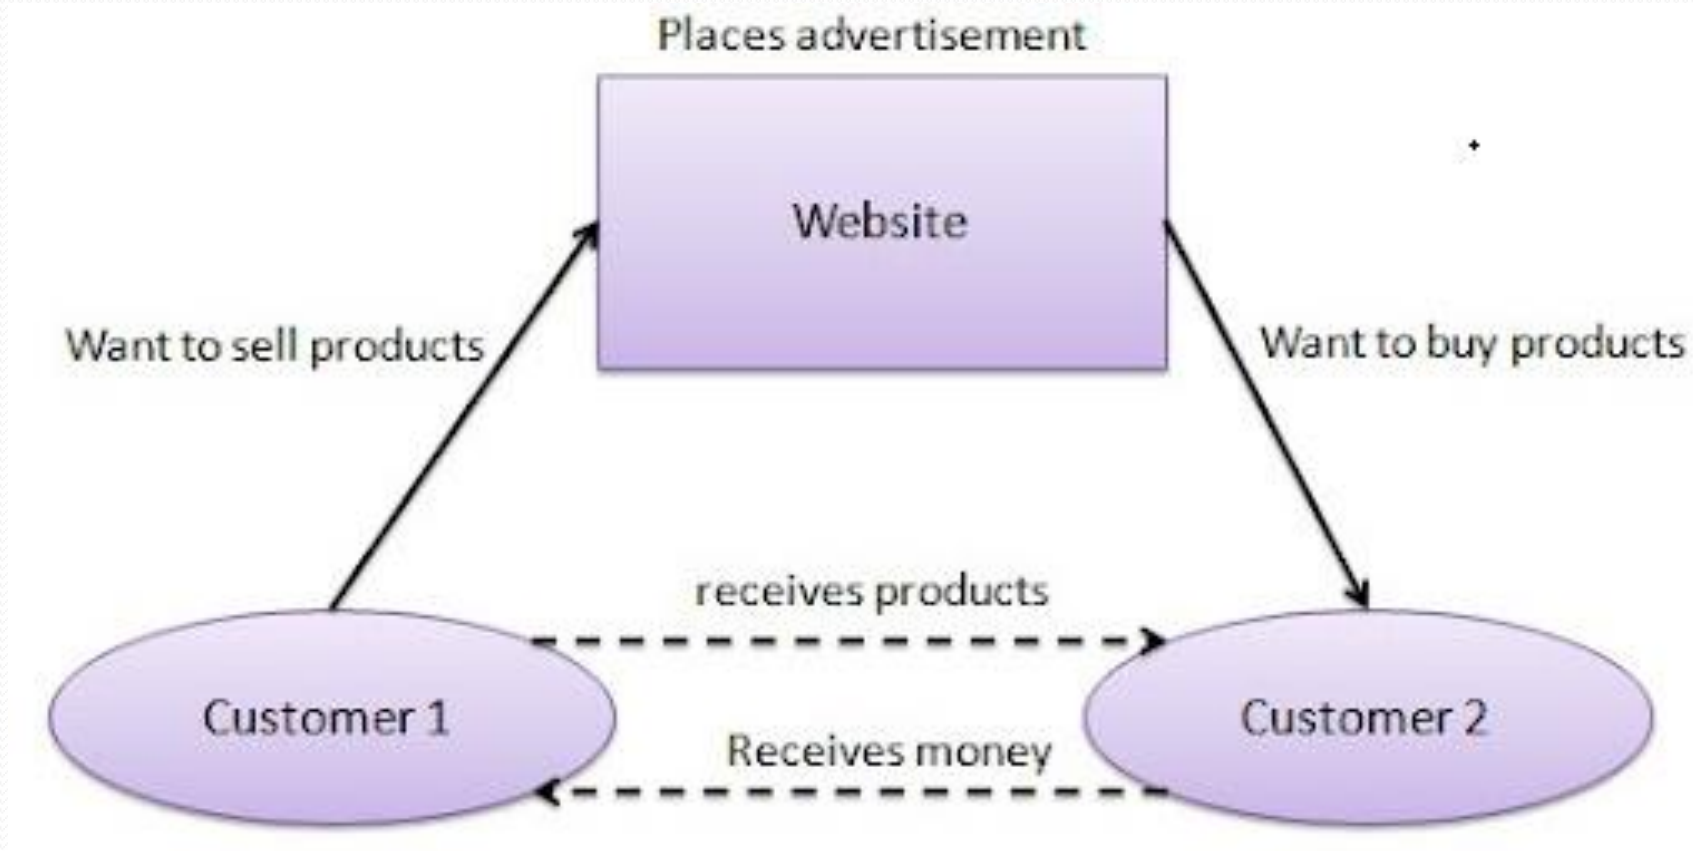 Places advertisement
Website
Want to sell products
Want to buy products
receives products
Customer 1
Customer 2
Receives money